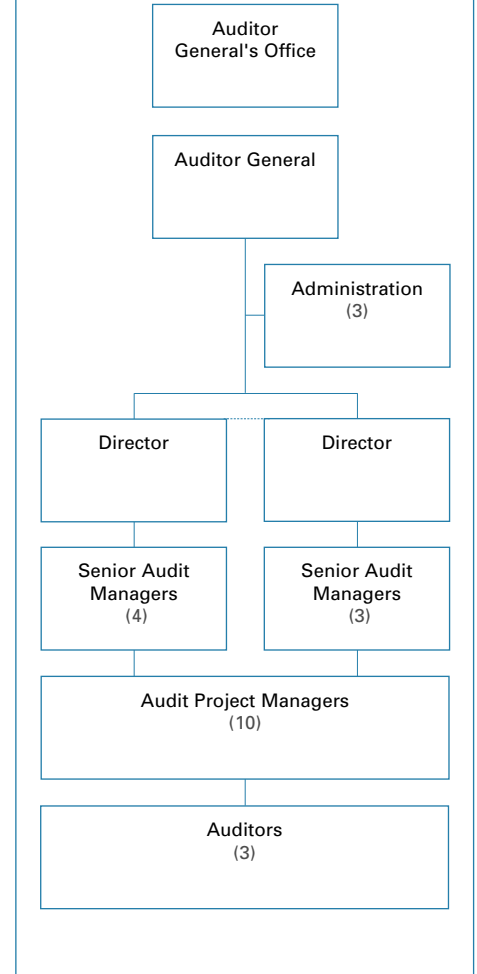 Auditor
General's Office
Auditor General
Administration
(3)
Director
Director
Senior Audit
Managers
(4)
Senior Audit
Managers
(3)
Audit Project Managers
(10)
Auditors
(3)